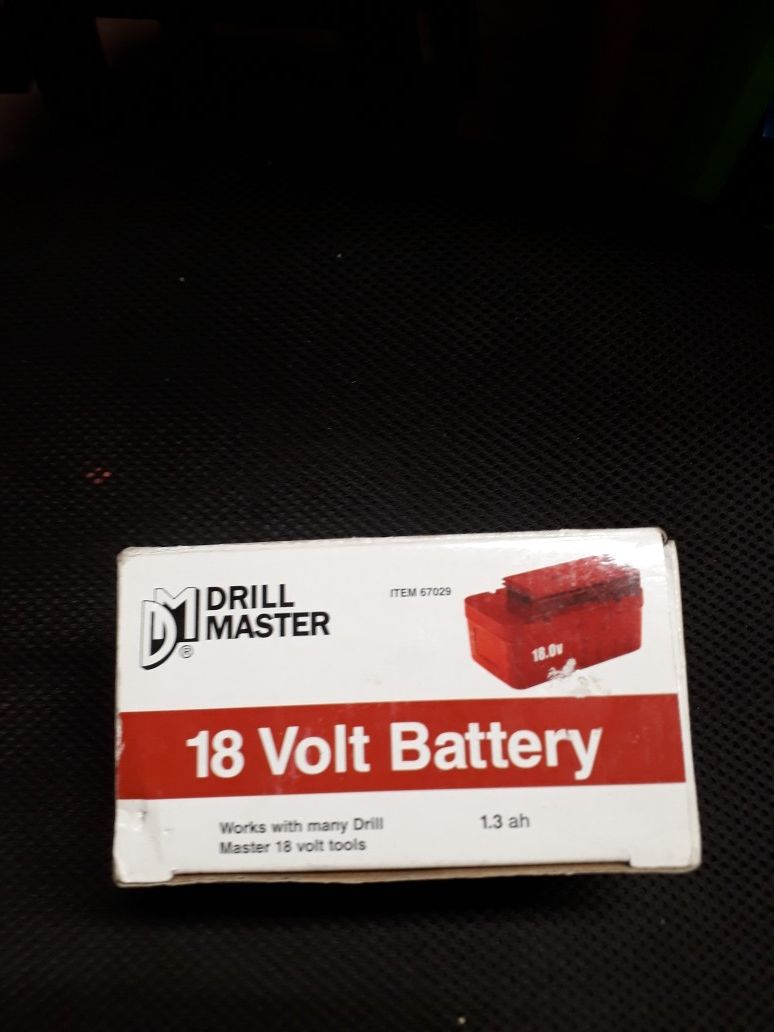 DM®
DRILL
MASTER
ITEM 67029
18.0v
18 Volt Battery
Works with many Drill
Master 18 volt tools
1.3 ah